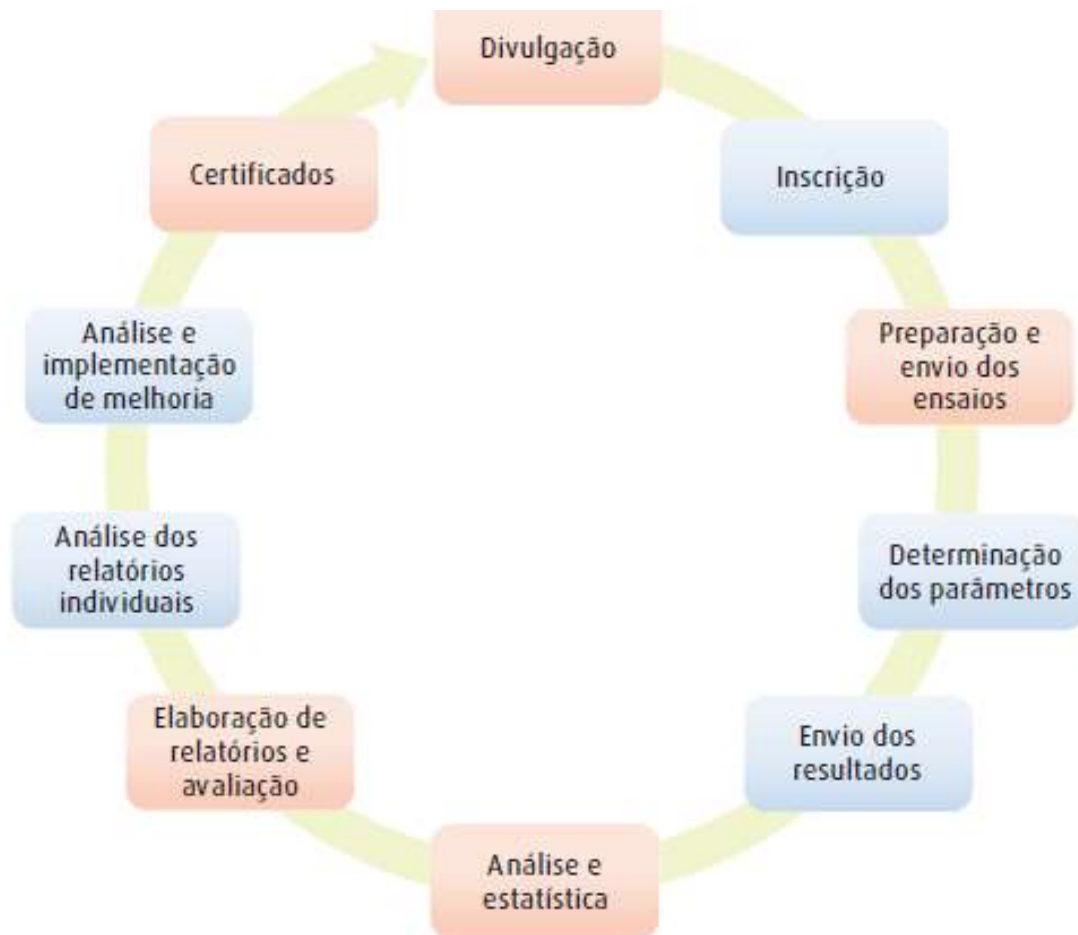 Divulgação
Inscrição
Preparação e
envio dos
ensaios
Determinação
dos parâmetros
Envio dos
resultados
Análise e
estatística
Elaboração de
relatórios e
avaliação
Análise dos
relatórios
individuais
Análise e
implementação
de melhoria
Certificados